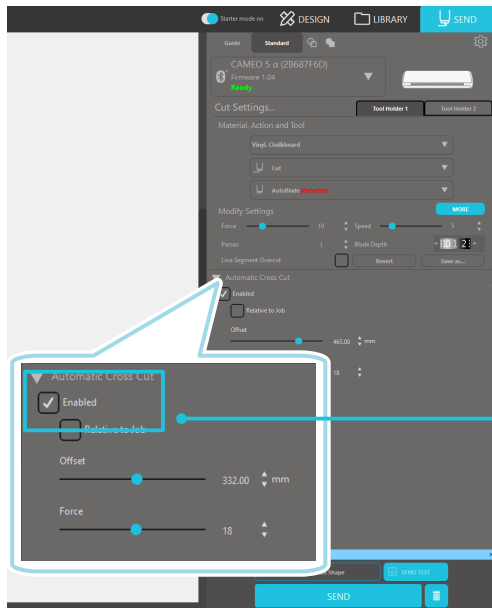 Starter mode on DESIGN LIBRARY SEND
Guide Standard
CAMEO 5 α (2B687F6D)
Firmware 1.04
Ready
Cut Settings... Tool Holder 1 Tool Holder 2
Material, Action and Tool
Vinyl, Chalkboard
Cut
AutoBlade (Detected)
Modify Settings MORE
Force 10 Speed 5
Passes 1 Blade Depth 1 2
Line Segment Overcut Revert Save as...
Automatic Cross Cut
Enabled
Relative to Job
Offset
465.00 mm
18
Automatic Cross Cut
Enabled
Relative to Job
Offset
332.00 mm
Force
18
Shape SEND TEST
SEND